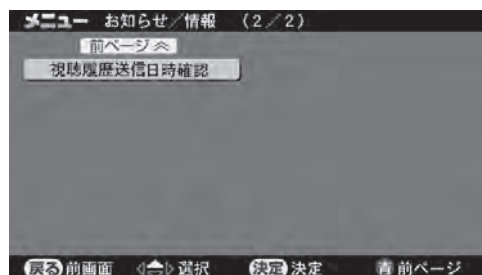 メニュー お知らせ／情報 （2／2）
前ページ
視聴履歴送信日時確認
戻る 前画面 選択 決定 決定 青 前ページ